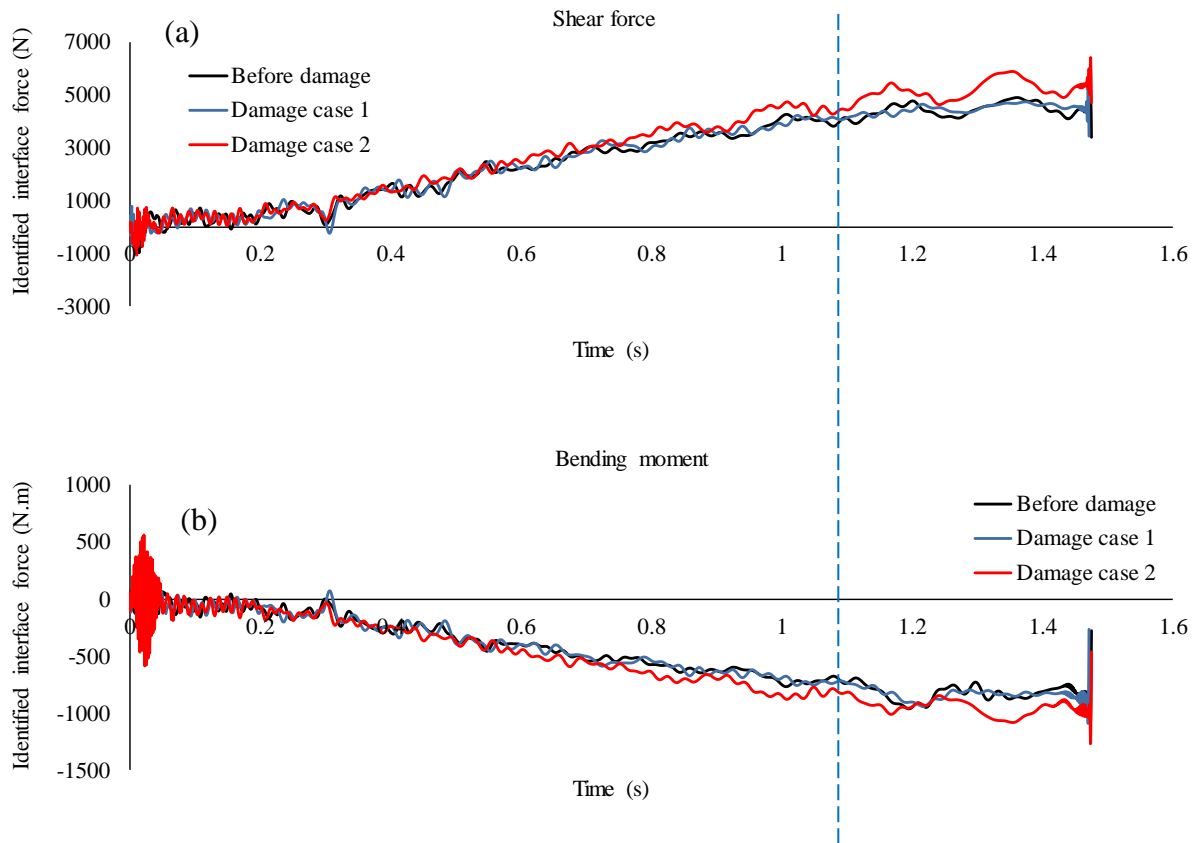 Shear force
(a)
Identified interface force (N)
7000
5000
3000
1000
-1000
-3000
Before damage
Damage case 1
Damage case 2
0 0.2 0.4 0.6 0.8 1 1.2 1.4 1.6
Time (s)
Bending moment
(b)
Identified interface force (N.m)
1000
500
0
-500
-1000
-1500
Before damage
Damage case 1
Damage case 2
0 0.2 0.4 0.6 0.8 1 1.2 1.4 1.6
Time (s)